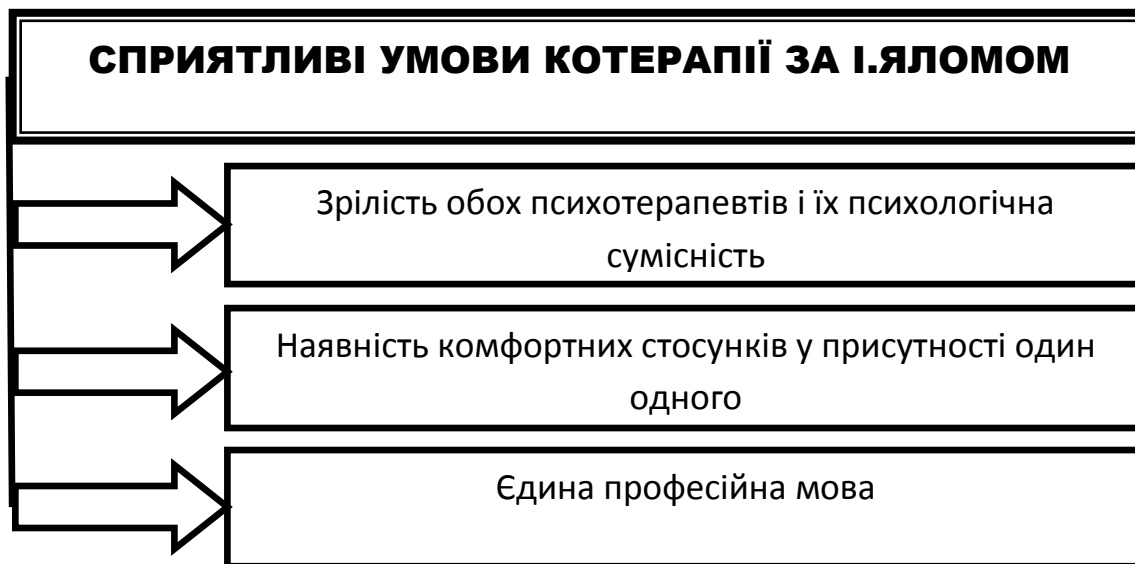 СПРИЯТЛИВІ УМОВИ КОТЕРАПІЇ ЗА І.ЯЛОМОМ
Зрілість обох психотерапевтів і їх психологічна
сумісність
Наявність комфортних стосунків у присутності один
одного
Єдина професійна мова